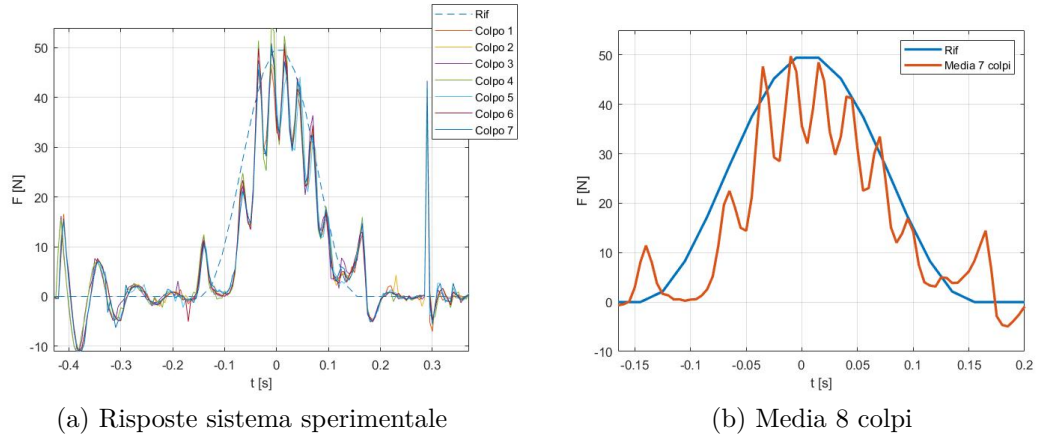 Rif
Colpo 1
Colpo 2
Colpo 3
Colpo 4
Colpo 5
Colpo 6
Colpo 7
F [N]
50
40
30
20
10
0
-10
-0.4
-0.3
-0.2
-0.1
0
0.1
0.2
0.3
t [s]
(a) Risposte sistema sperimentale
Rif
Media 7 colpi
F [N]
60
50
40
30
20
10
0
-10
-0.15
-0.1
-0.05
0
0.05
0.1
0.15
0.2
t [s]
(b) Media 8 colpi